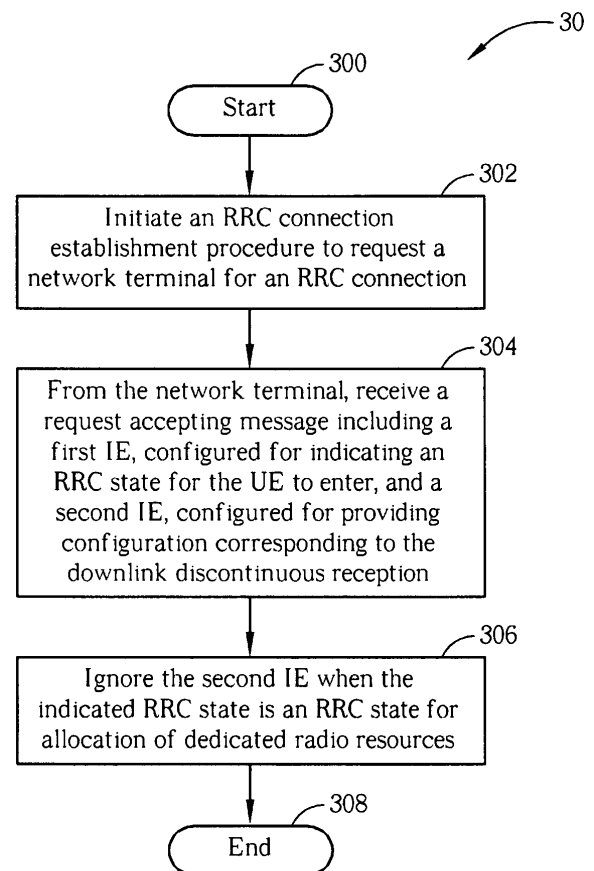 30
300
Start
302
Initiate an RRC connection
establishment procedure to request a
network terminal for an RRC connection
304
From the network terminal, receive a
request accepting message including a
first IE, configured for indicating an
RRC state for the UE to enter, and a
second IE, configured for providing
configuration corresponding to the
downlink discontinuous reception
306
Ignore the second IE when the
indicated RRC state is an RRC state for
allocation of dedicated radio resources
308
End